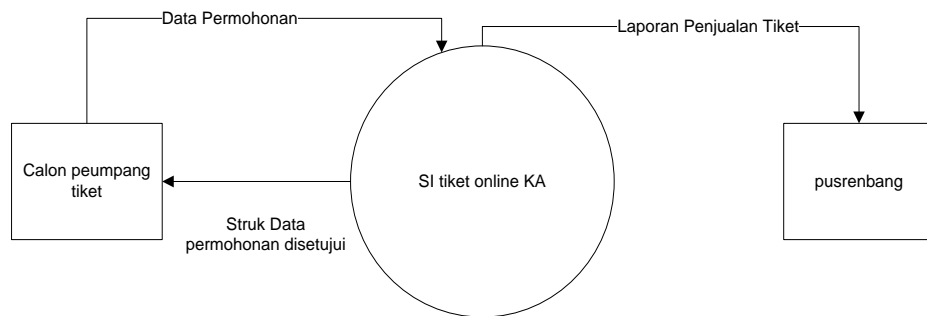 Data Permohonan
Laporan Penjualan Tiket
Calon peumpang
tiket
SI tiket online KA
pusrenbang
Struk Data
permohonan disetujui